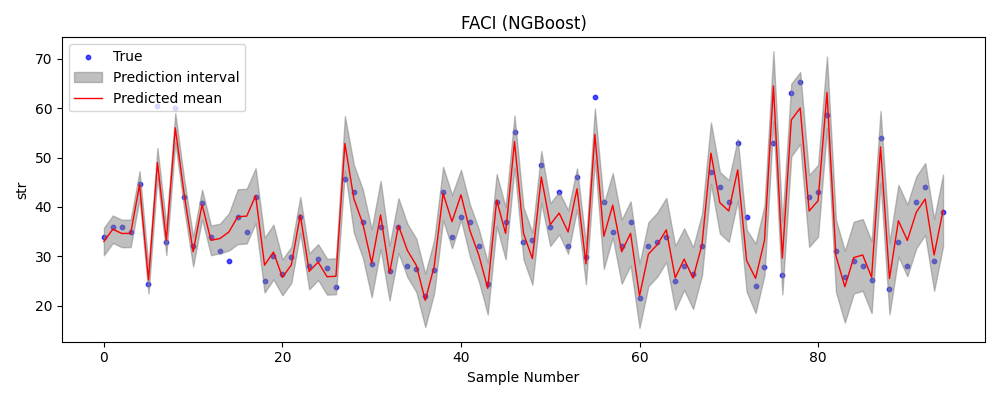 FACI (NGBoost)
True
Prediction interval
Predicted mean
str
70
60
50
40
30
20
0
20
40
60
80
Sample Number